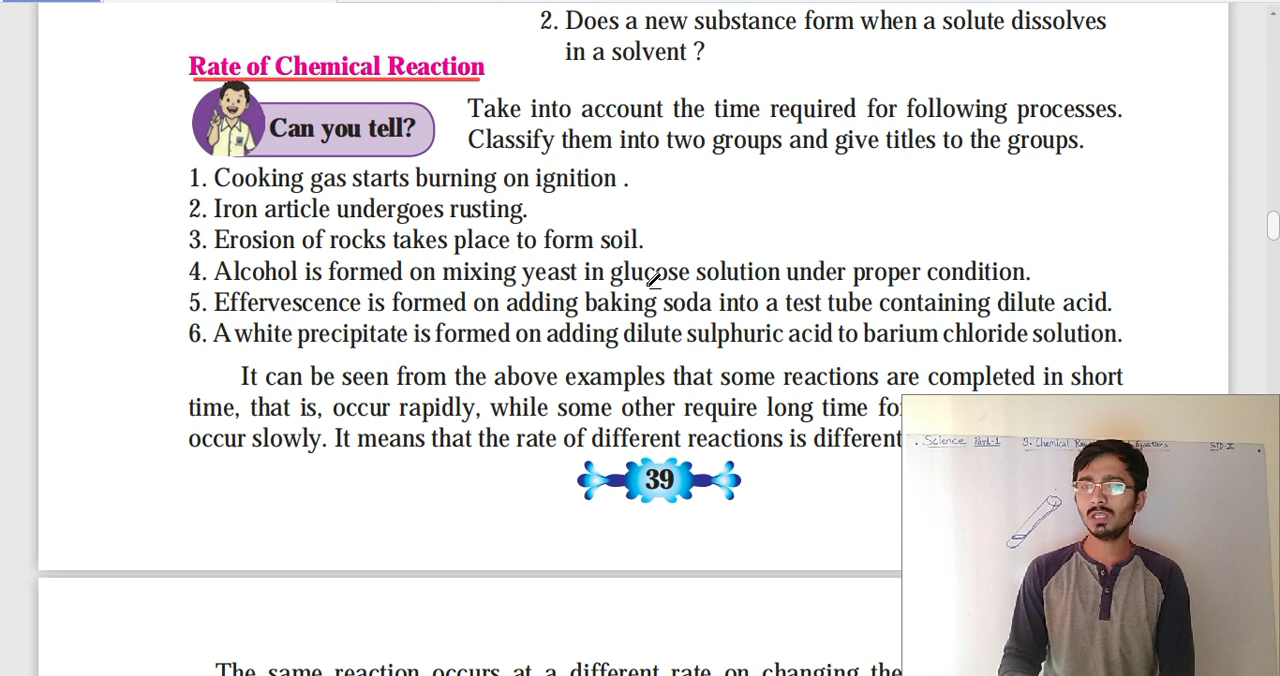 2. Does a new substance form when a solute dissolves
in a solvent ?
Rate of Chemical Reaction
Can you tell?
Take into account the time required for following processes.
Classify them into two groups and give titles to the groups.
1. Cooking gas starts burning on ignition .
2. Iron article undergoes rusting.
3. Erosion of rocks takes place to form soil.
4. Alcohol is formed on mixing yeast in glucose solution under proper condition.
5. Effervescence is formed on adding baking soda into a test tube containing dilute acid.
6. A white precipitate is formed on adding dilute sulphuric acid to barium chloride solution.
It can be seen from the above examples that some reactions are completed in short
time, that is, occur rapidly, while some other require long time
occur slowly. It means that the rate of different reactions is different
39
. Science Part-1 3. Chemical Equations STD-X
The same reaction occurs at a different rate on changing the